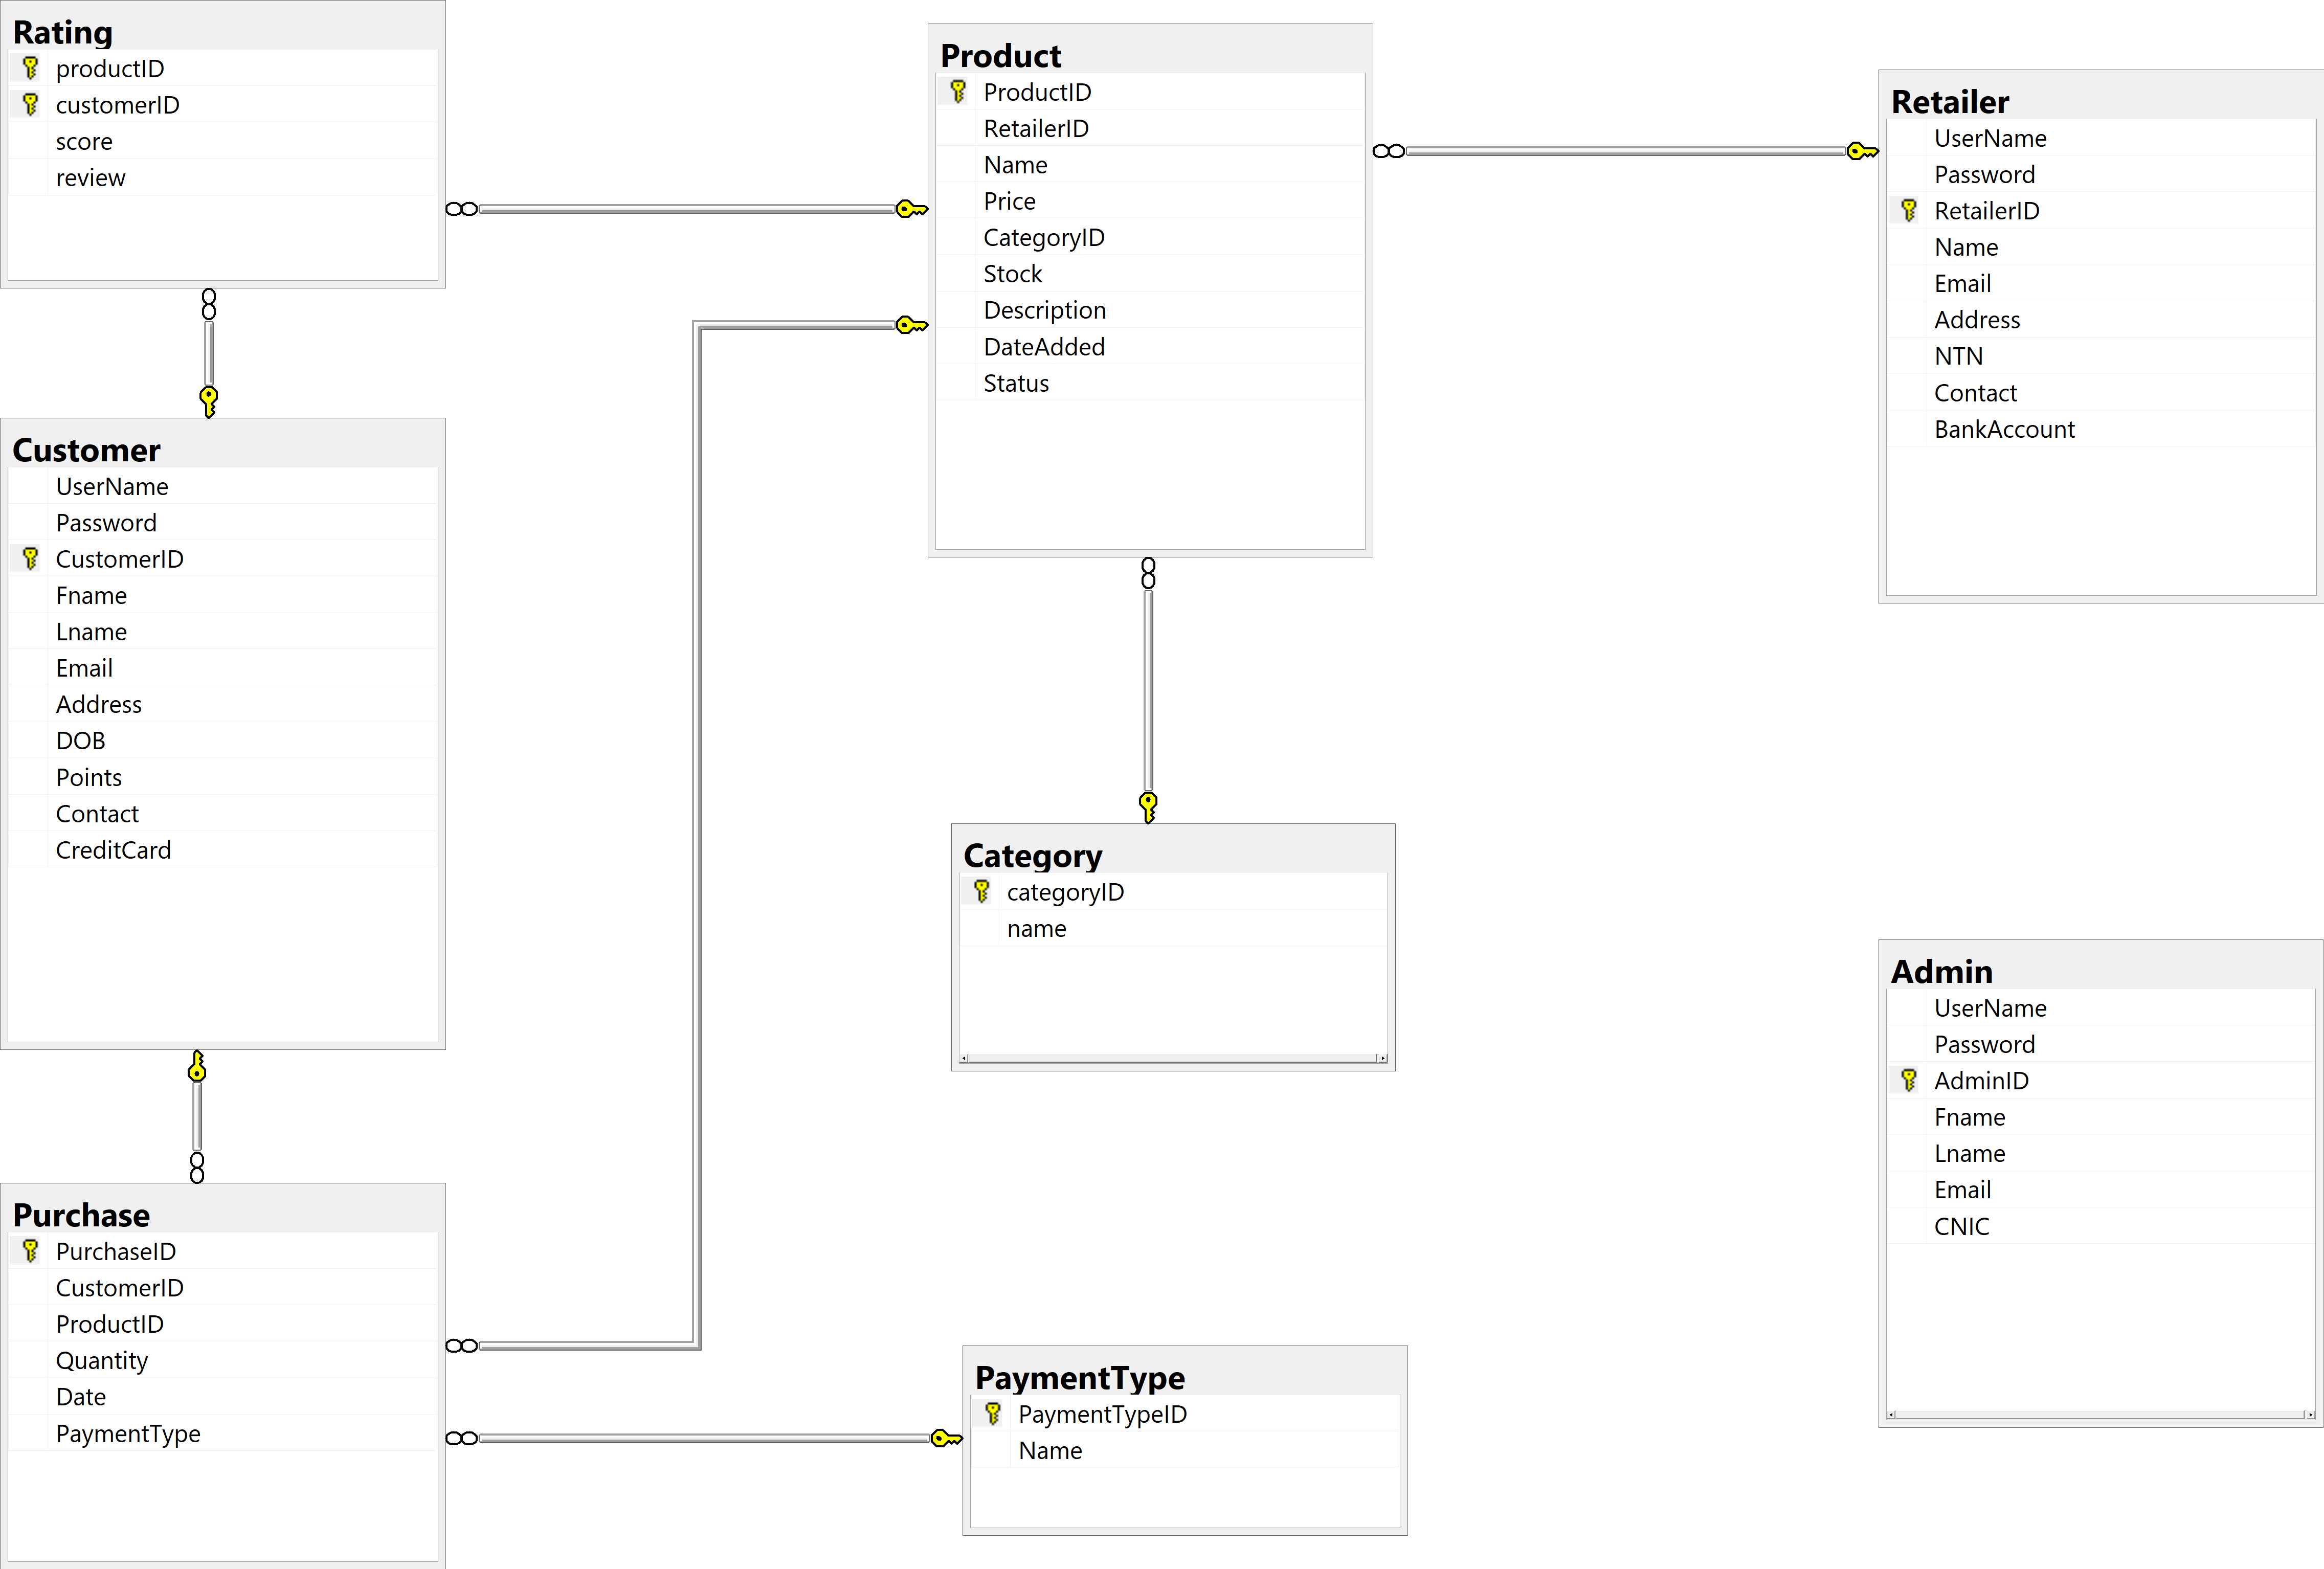 Rating
productID
customerID
score
review
Product
ProductID
RetailerID
Name
Price
CategoryID
Stock
Description
DateAdded
Status
Retailer
UserName
Password
RetailerID
Name
Email
Address
NTN
Contact
BankAccount
Customer
UserName
Password
CustomerID
Fname
Lname
Email
Address
DOB
Points
Contact
CreditCard
Category
categoryID
name
Admin
UserName
Password
AdminID
Fname
Lname
Email
CNIC
Purchase
PurchaseID
CustomerID
ProductID
Quantity
Date
PaymentType
PaymentType
PaymentTypeID
Name